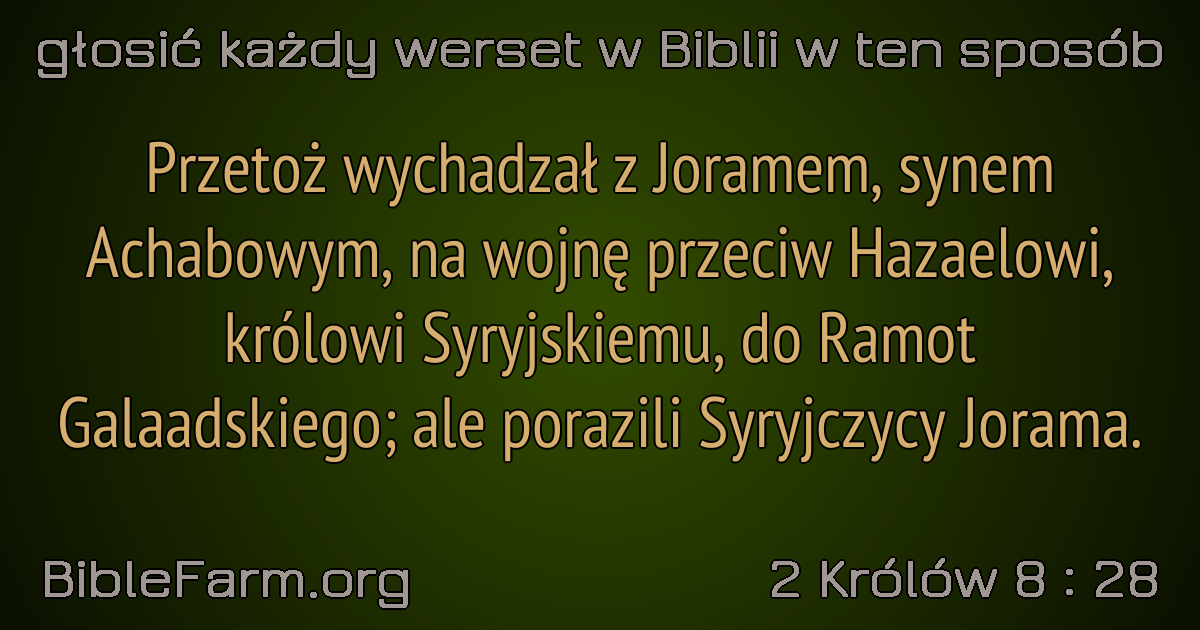 głosić każdy werset w Biblii w ten sposób
Przetoż wychadzał z Joramem, synem
Achabowym, na wojnę przeciw Hazaelowi,
królowi Syryjskiemu, do Ramot
Galaadskiego; ale porazili Syryjczycy Jorama.
BibleFarm.org
2 Królów 8 : 28